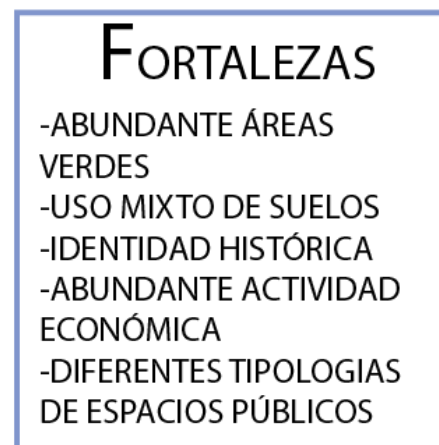 FORTALEZAS
-ABUNDANTE ÁREAS
VERDES
-USO MIXTO DE SUELOS
-IDENTIDAD HISTÓRICA
-ABUNDANTE ACTIVIDAD
ECONÓMICA
-DIFERENTES TIPOLOGIAS
DE ESPACIOS PÚBLICOS